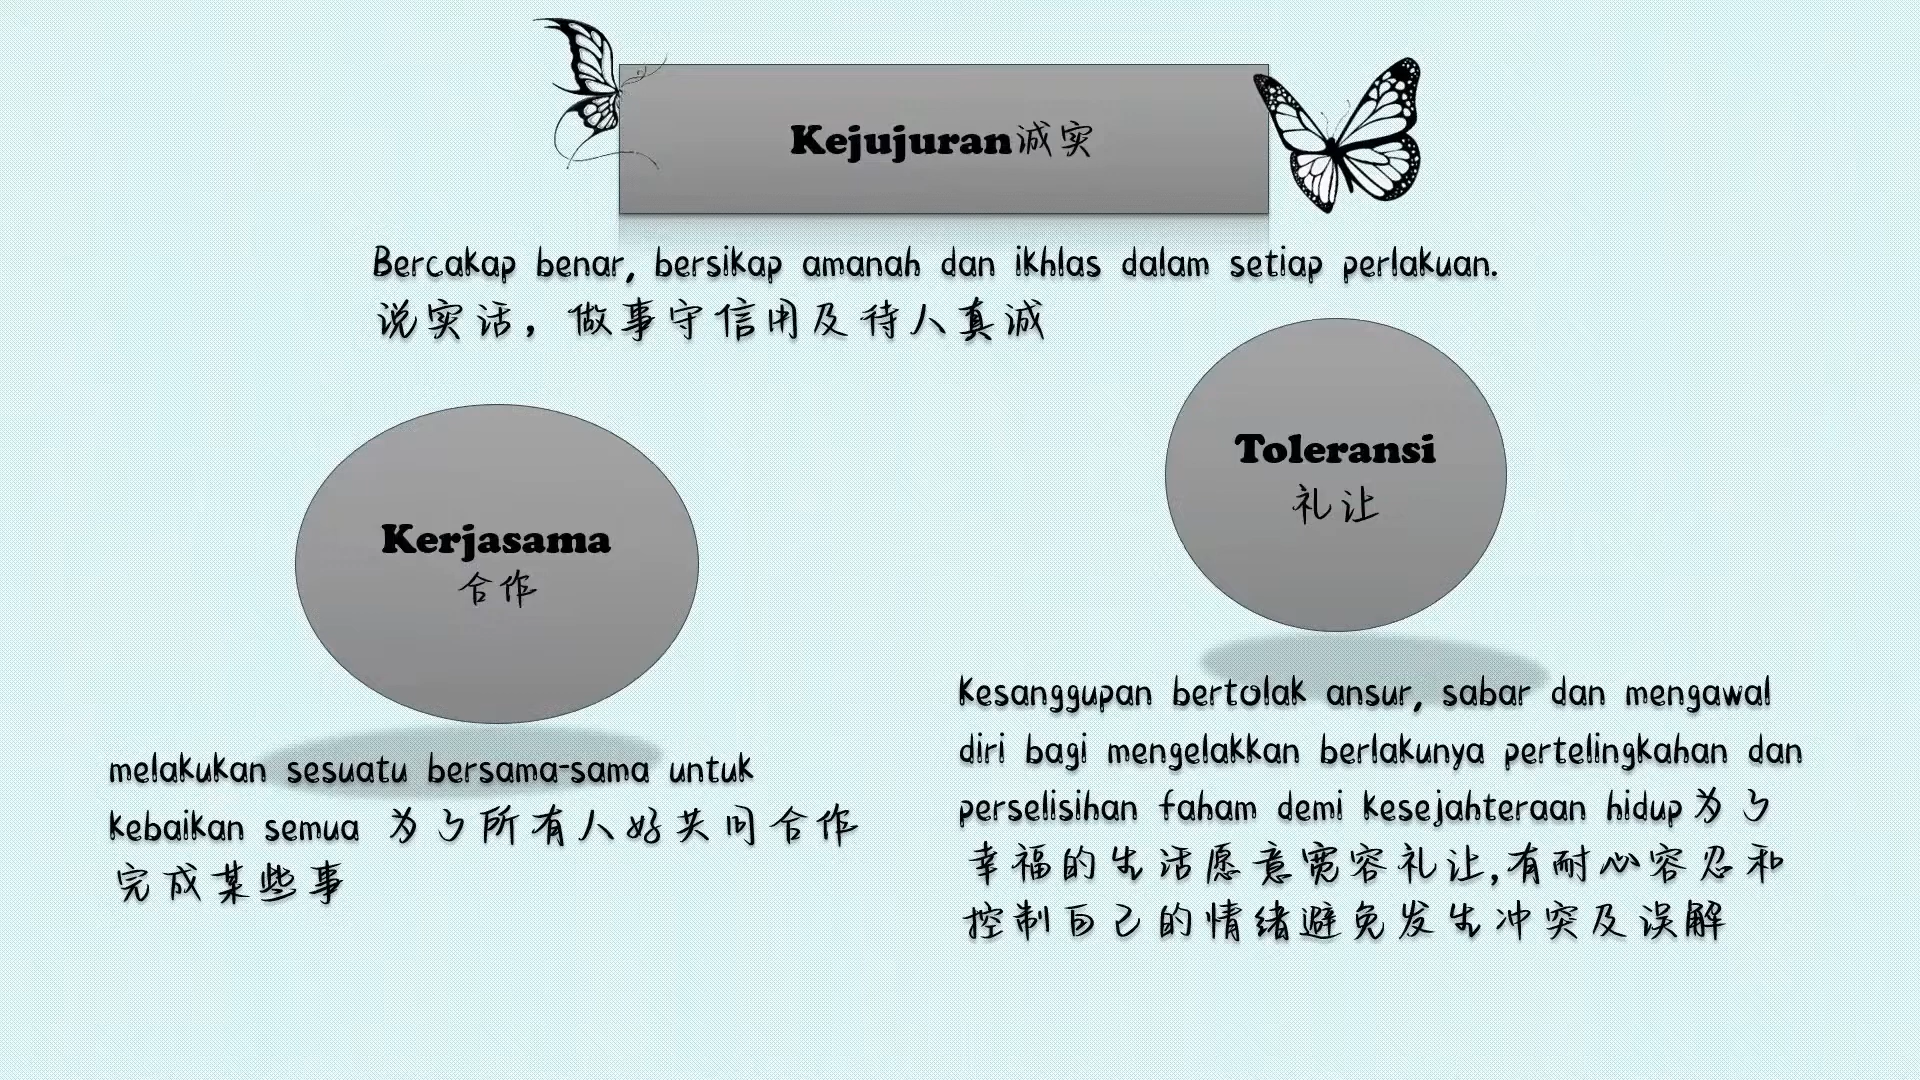 Kejujuran诚实
Bercakap benar, bersikap amanah dan ikhlas dalam setiap perlakuan.
说实话，做事守信用及待人真诚
Kerjasama
合作
melakukan sesuatu bersama-sama untuk
kebaikan semua 为了所有人好共同合作
完成某些事
Toleransi
礼让
Kesanggupan bertolak ansur, sabar dan mengawal
diri bagi mengelakkan berlakunya pertelingkahan dan
perselisihan faham demi kesejahteraan hidup为了
幸福的生活愿意宽容礼让,有耐心容忍和
控制自己的情绪避免发生冲突及误解